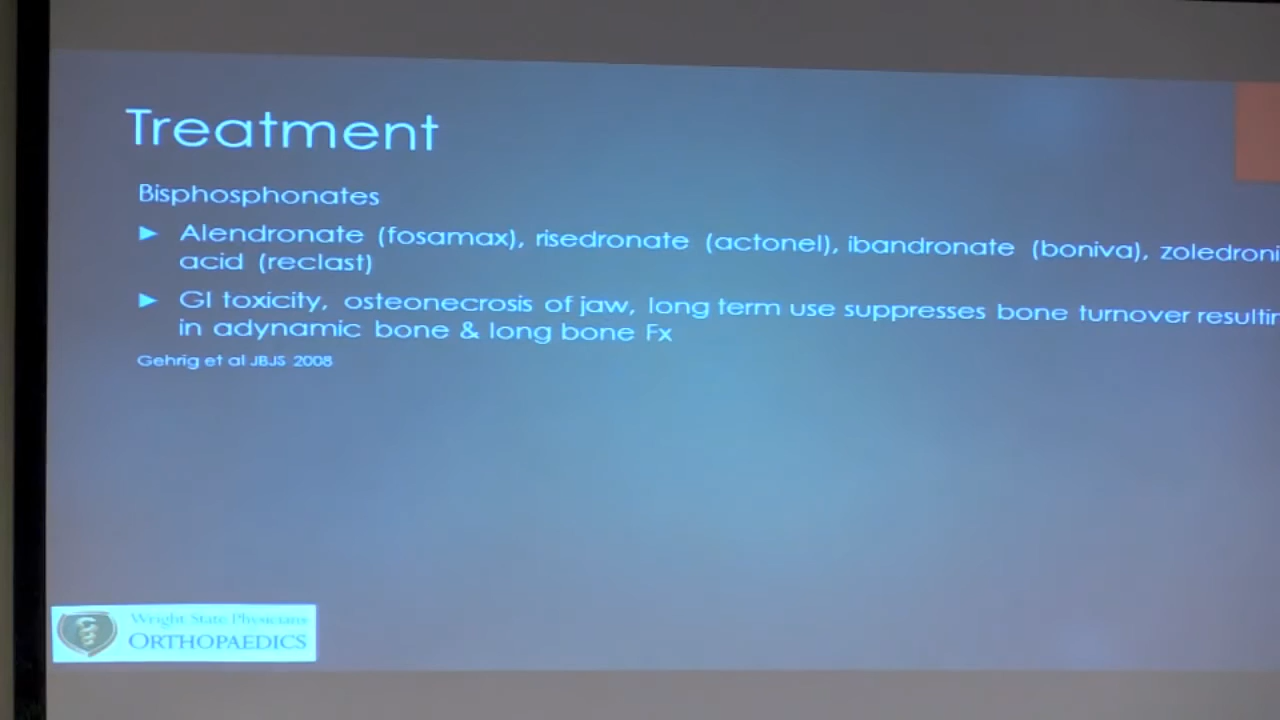 Treatment
Bisphosphonates
► Alendronate (fosamax), risedronate (actonel), ibandronate (boniva), zoledroni
acid (reclast)
► GI toxicity, osteonecrosis of jaw, long term use suppresses bone turnover resultin
in adynamic bone & long bone Fx
Gehrig et al JBJS 2008
Wright State Physicians
ORTHOPAEDICS